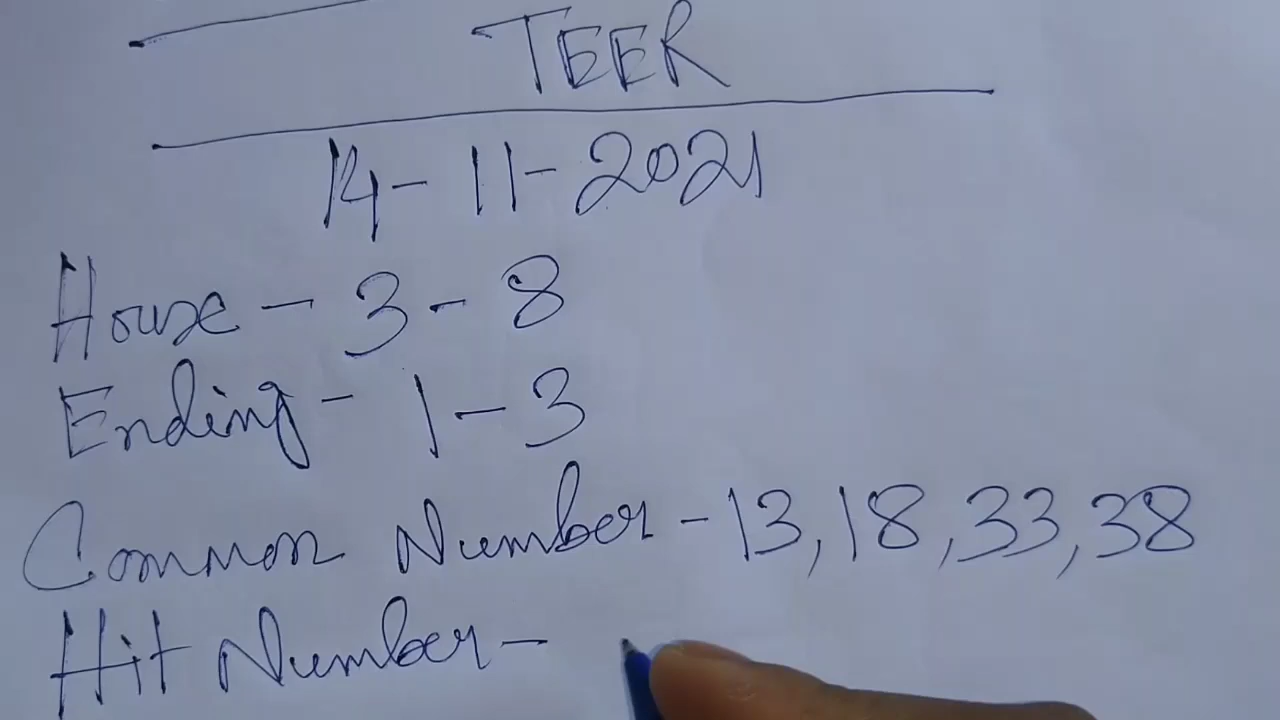 TEER
14-11-2021
House - 3 - 8
Ending - 1 - 3
Common Number - 13, 18, 33, 38
Hit Number -